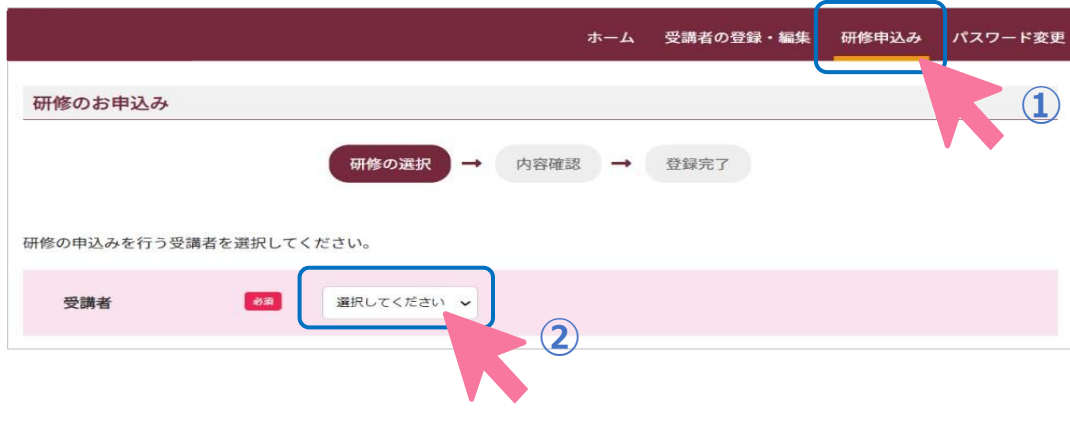 ホーム 受講者の登録・編集 研修申込み パスワード変更
①
研修のお申込み
研修の選択 → 内容確認 → 登録完了
研修の申込みを行う受講者を選択してください。
受講者 必須 選択してください
②